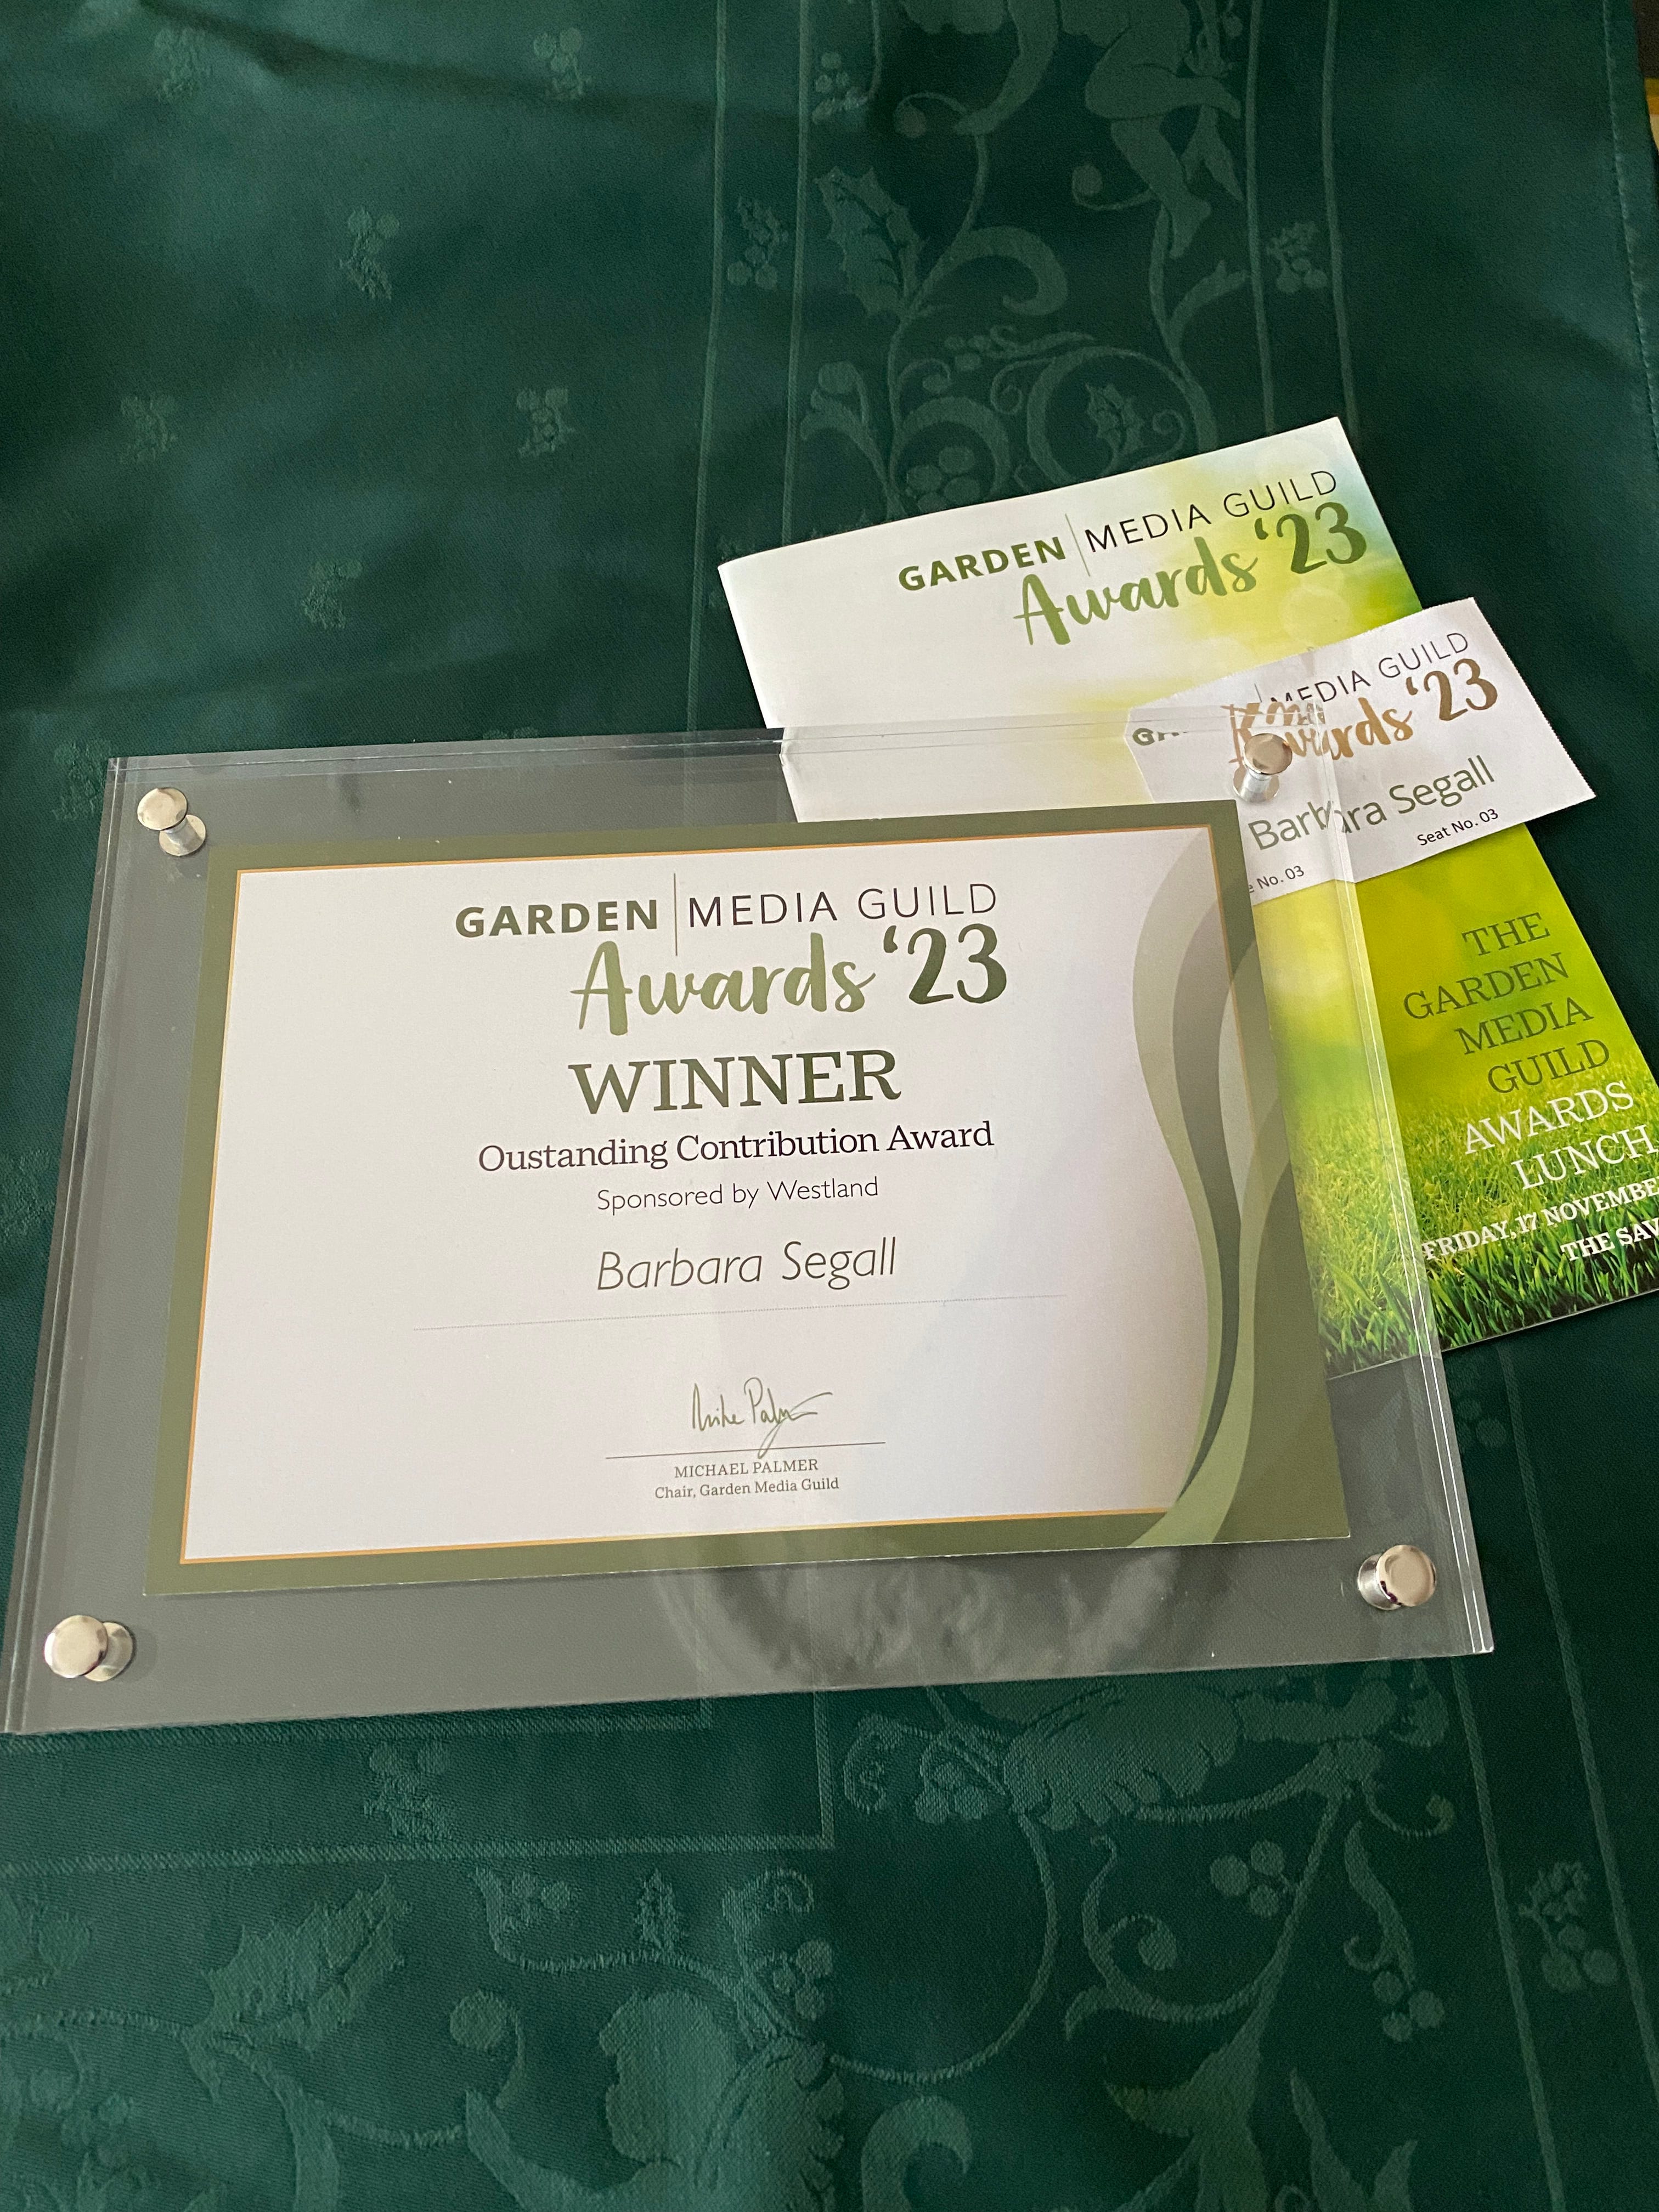 GARDEN MEDIA GUILD
Awards '23
MEDIA GUILD
Awards '23
Barbara Segall
No. 03
Seat No. 03
THE
GARDEN
MEDIA
GUILD
AWARDS
LUNCH
FRIDAY, 17 NOVEMBE
THE SAV
GARDEN MEDIA GUILD
Awards '23
WINNER
Oustanding Contribution Award
Sponsored by Westland
Barbara Segall
Mike Palmer
MICHAEL PALMER
Chair, Garden Media Guild